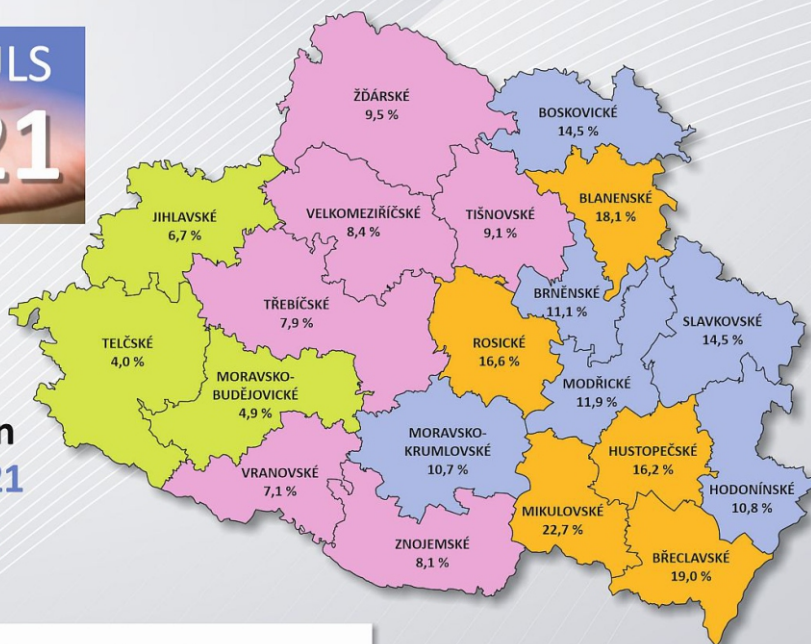 ULS
21
ŽĎÁRSKÉ
9,5 %
BOSKOVICKÉ
14,5 %
JIHLAVSKÉ
6,7 %
VELKOMEZIŘÍČSKÉ
8,4 %
TIŠNOVSKÉ
9,1 %
BLANENSKÉ
18,1 %
TŘEBÍČSKÉ
7,9 %
BRNĚNSKÉ
11,1 %
SLAVKOVSKÉ
14,5 %
TELČSKÉ
4,0 %
ROSICKÉ
16,6 %
MORAVSKO-
BUDĚJOVICKÉ
4,9 %
MODŘICKÉ
11,9 %
MORAVSKO-
KRUMLOVSKÉ
10,7 %
HUSTOPEČSKÉ
16,2 %
VRANOVSKÉ
7,1 %
HODONÍNSKÉ
10,8 %
MIKULOVSKÉ
22,7 %
ZNOJEMSKÉ
8,1 %
BŘECLAVSKÉ
19,0 %
n
21